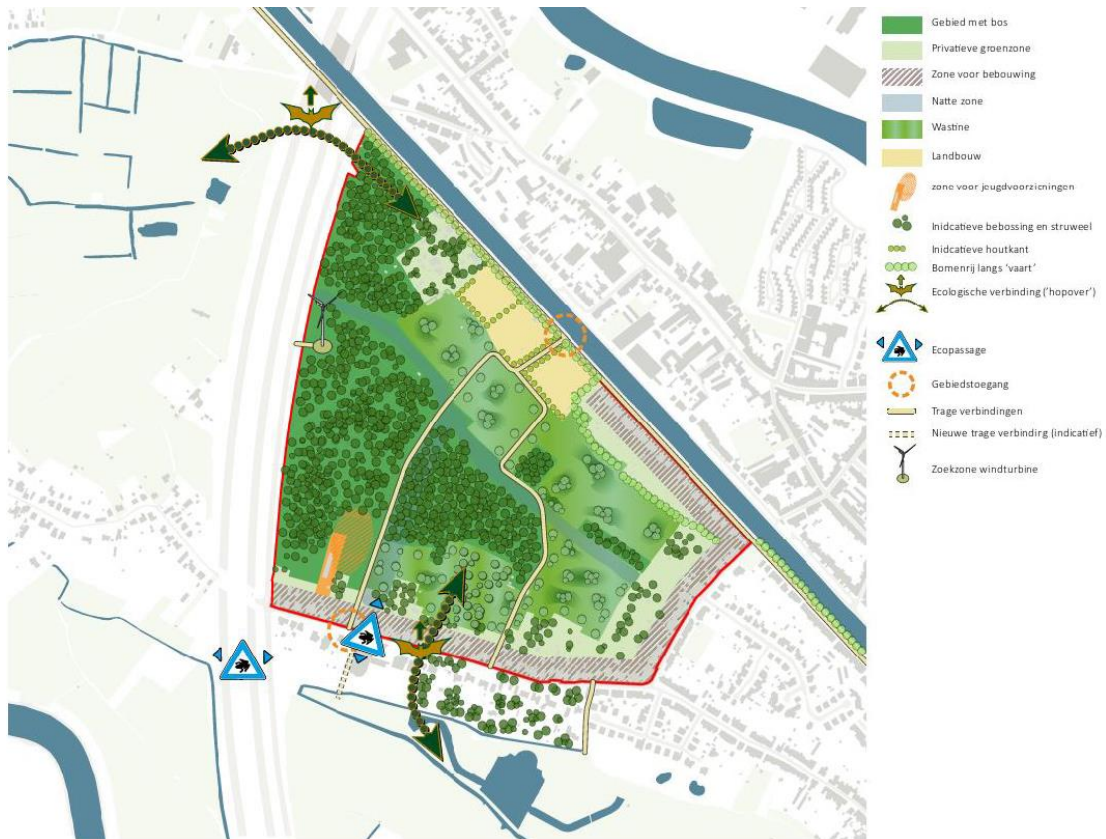 Gebied met bos
Privatieve groenzone
Zone voor bebouwing
Natte zone
Wastine
Landbouw
zone voor jeugdvoorzieningen
Inidcatieve bebossing en struweel
Inidcatieve houtkant
Bomenrij langs ‘vaart’
Ecologische verbinding (‘hopover’)
Ecopassage
Gebiedstoegang
Trage verbindingen
Nieuwe trage verbinding (indicatief)
Zoekzone windturbine